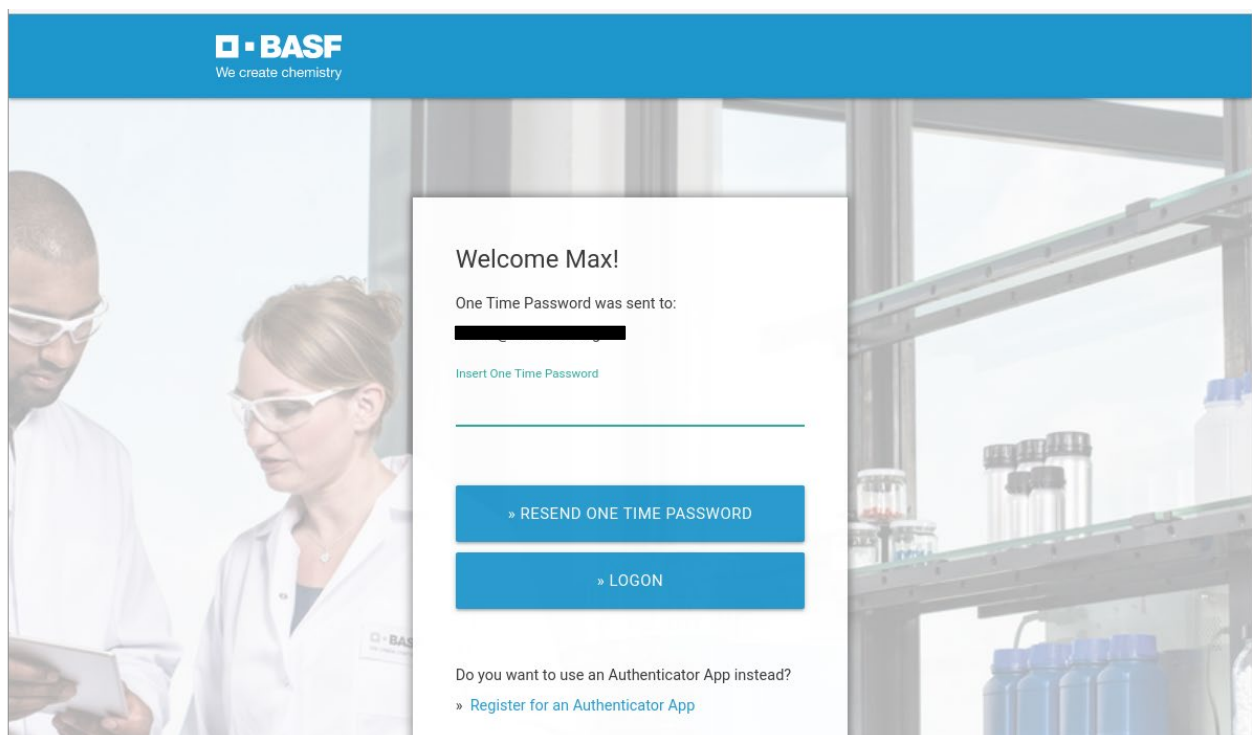 BASF
We create chemistry
Welcome Max!
One Time Password was sent to:
Insert One Time Password
» RESEND ONE TIME PASSWORD
» LOGON
BAS
Do you want to use an Authenticator App instead?
» Register for an Authenticator App